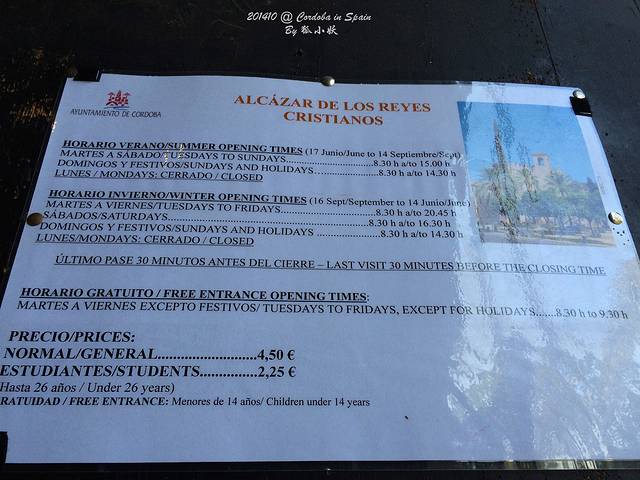 201410 @ Cordoba in Spain
By 狐小妖
AYUNTAMIENTO DE CORDOBA
ALCÁZAR DE LOS REYES
CRISTIANOS
HORARIO VERANO/SUMMER OPENING TIMES (17 Junio/June to 14 Septiembre/Sept)
MARTES A SÁBADO/TUESDAYS TO SUNDAYS..............................8.30 h a/to 15.00 h
DOMINGOS Y FESTIVOS/SUNDAYS AND HOLIDAYS..................8.30 h a/to 14.30 h
LUNES / MONDAYS: CERRADO / CLOSED
HORARIO INVIERNO/WINTER OPENING TIMES (16 Sept/September to 14 Junio/June)
MARTES A VIERNES/TUESDAYS TO FRIDAYS..............................8.30 h a/to 20.45 h
SÁBADOS/SATURDAYS............................................................8.30 h a/to 16.30 h
DOMINGOS Y FESTIVOS/SUNDAYS AND HOLIDAYS ..................8.30 h a/to 14.30 h
LUNES/MONDAYS: CERRADO / CLOSED
ÚLTIMO PASE 30 MINUTOS ANTES DEL CIERRE – LAST VISIT 30 MINUTES BEFORE THE CLOSING TIME
HORARIO GRATUITO / FREE ENTRANCE OPENING TIMES:
MARTES A VIERNES EXCEPTO FESTIVOS/ TUESDAYS TO FRIDAYS, EXCEPT FOR HOLIDAYS......8.30 h to 9.30 h
PRECIO/PRICES:
NORMAL/GENERAL..........................4,50 €
ESTUDIANTES/STUDENTS...............2,25 €
Hasta 26 años / Under 26 years)
RATUIDAD / FREE ENTRANCE: Menores de 14 años/ Children under 14 years